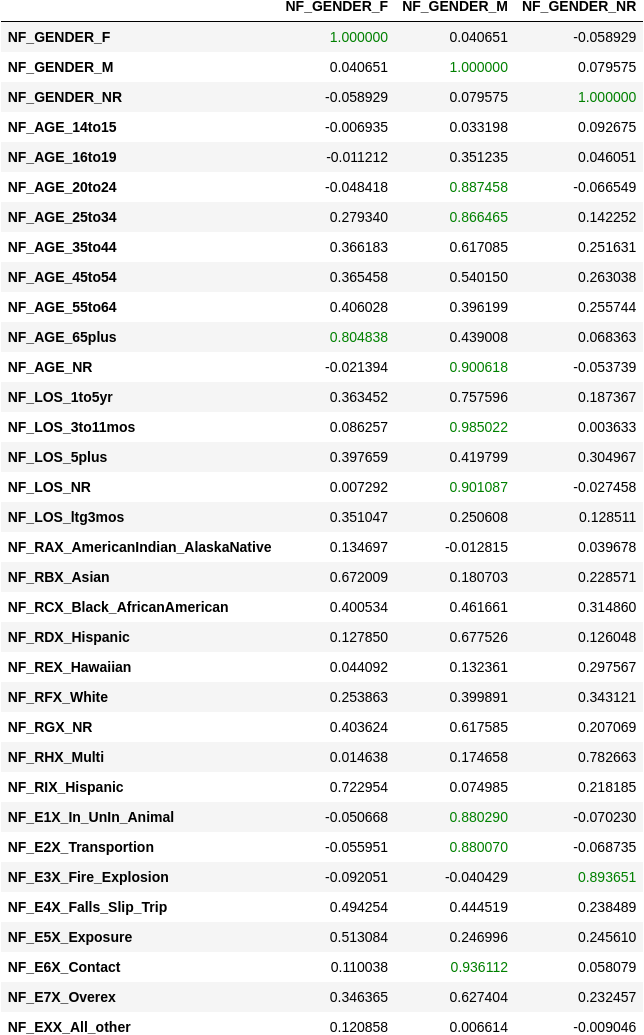 NF_GENDER_F NF_GENDER_M NF_GENDER_NR
NF_GENDER_F 1.000000 0.040651 -0.058929
NF_GENDER_M 0.040651 1.000000 0.079575
NF_GENDER_NR -0.058929 0.079575 1.000000
NF_AGE_14to15 -0.006935 0.033198 0.092675
NF_AGE_16to19 -0.011212 0.351235 0.046051
NF_AGE_20to24 -0.048418 0.887458 -0.066549
NF_AGE_25to34 0.279340 0.866465 0.142252
NF_AGE_35to44 0.366183 0.617085 0.251631
NF_AGE_45to54 0.365458 0.540150 0.263038
NF_AGE_55to64 0.406028 0.396199 0.255744
NF_AGE_65plus 0.804838 0.439008 0.068363
NF_AGE_NR -0.021394 0.900618 -0.053739
NF_LOS_1to5yr 0.363452 0.757596 0.187367
NF_LOS_3to11mos 0.086257 0.985022 0.003633
NF_LOS_5plus 0.397659 0.419799 0.304967
NF_LOS_NR 0.007292 0.901087 -0.027458
NF_LOS_ltg3mos 0.351047 0.250608 0.128511
NF_RAX_AmericanIndian_AlaskaNative 0.134697 -0.012815 0.039678
NF_RBX_Asian 0.672009 0.180703 0.228571
NF_RCX_Black_AfricanAmerican 0.400534 0.461661 0.314860
NF_RDX_Hispanic 0.127850 0.677526 0.126048
NF_REX_Hawaiian 0.044092 0.132361 0.297567
NF_RFX_White 0.253863 0.399891 0.343121
NF_RGX_NR 0.403624 0.617585 0.207069
NF_RHX_Multi 0.014638 0.174658 0.782663
NF_RIX_Hispanic 0.722954 0.074985 0.218185
NF_E1X_In_UnIn_Animal -0.050668 0.880290 -0.070230
NF_E2X_Transportion -0.055951 0.880070 -0.068735
NF_E3X_Fire_Explosion -0.092051 -0.040429 0.893651
NF_E4X_Falls_Slip_Trip 0.494254 0.444519 0.238489
NF_E5X_Exposure 0.513084 0.246996 0.245610
NF_E6X_Contact 0.110038 0.936112 0.058079
NF_E7X_Overex 0.346365 0.627404 0.232457
NF_EXX_All_other 0.120858 0.006614 -0.009046